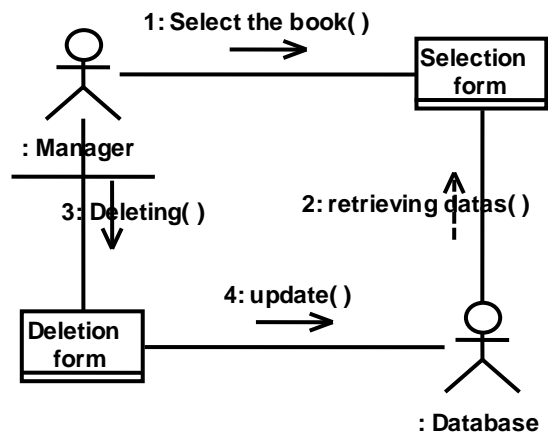 1: Select the book( )
Selection
form
: Manager
3: Deleting( )
2: retrieving datas( )
4: update( )
Deletion
form
: Database